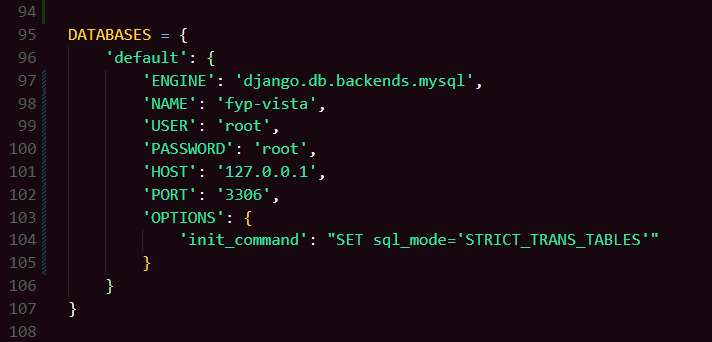 94
95 DATABASES = {
96     'default': {
97         'ENGINE': 'django.db.backends.mysql',
98         'NAME': 'fyp-vista',
99         'USER': 'root',
100         'PASSWORD': 'root',
101         'HOST': '127.0.0.1',
102         'PORT': '3306',
103         'OPTIONS': {
104             'init_command': "SET sql_mode='STRICT_TRANS_TABLES'"
105         }
106     }
107 }
108